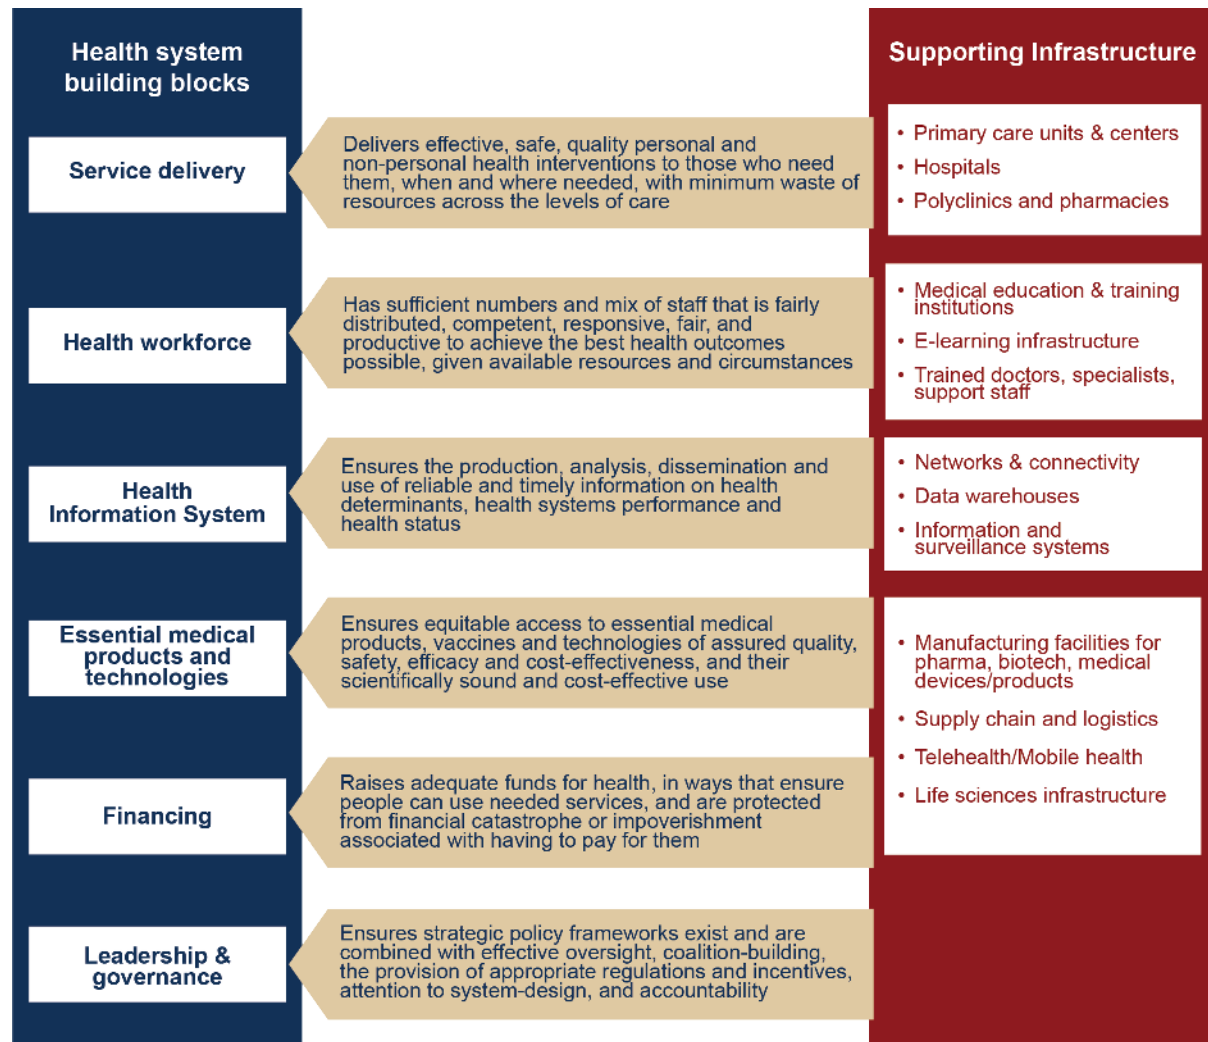 Health system
building blocks
Supporting Infrastructure
Service delivery
Delivers effective, safe, quality personal and
non-personal health interventions to those who need
them, when and where needed, with minimum waste of
resources across the levels of care
• Primary care units & centers
• Hospitals
• Polyclinics and pharmacies
Health workforce
Has sufficient numbers and mix of staff that is fairly
distributed, competent, responsive, fair, and
productive to achieve the best health outcomes
possible, given available resources and circumstances
• Medical education & training
institutions
• E-learning infrastructure
• Trained doctors, specialists,
support staff
Health
Information System
Ensures the production, analysis, dissemination and
use of reliable and timely information on health
determinants, health systems performance and
health status
• Networks & connectivity
• Data warehouses
• Information and
surveillance systems
Essential medical
products and
technologies
Ensures equitable access to essential medical
products, vaccines and technologies of assured quality,
safety, efficacy and cost-effectiveness, and their
scientifically sound and cost-effective use
• Manufacturing facilities for
pharma, biotech, medical
devices/products
• Supply chain and logistics
• Telehealth/Mobile health
• Life sciences infrastructure
Financing
Raises adequate funds for health, in ways that ensure
people can use needed services, and are protected
from financial catastrophe or impoverishment
associated with having to pay for them
Leadership &
governance
Ensures strategic policy frameworks exist and are
combined with effective oversight, coalition-building,
the provision of appropriate regulations and incentives,
attention to system-design, and accountability